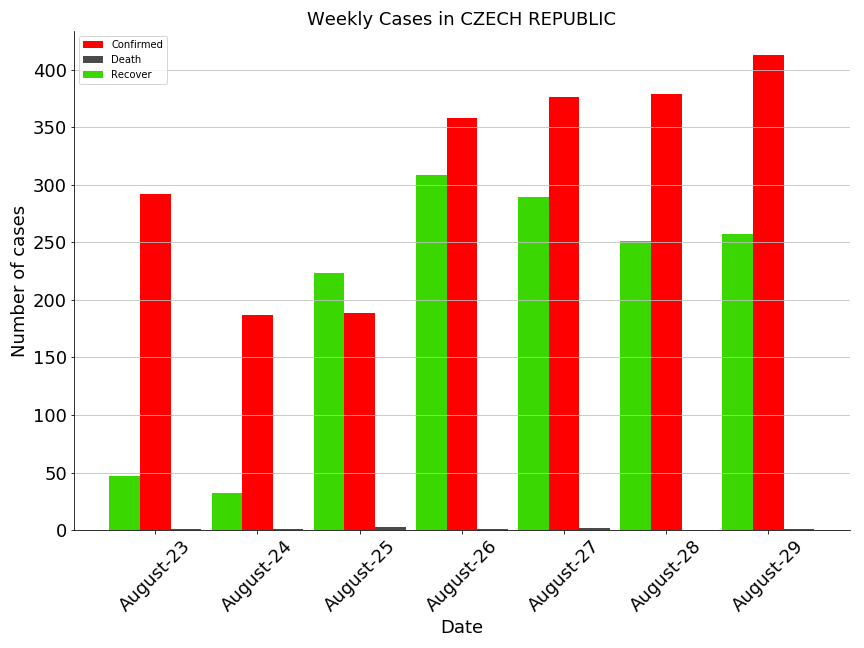 Weekly Cases in CZECH REPUBLIC
Confirmed
Death
Recover
Number of cases
400
350
300
250
200
150
100
50
0
August-23
August-24
August-25
August-26
August-27
August-28
August-29
Date